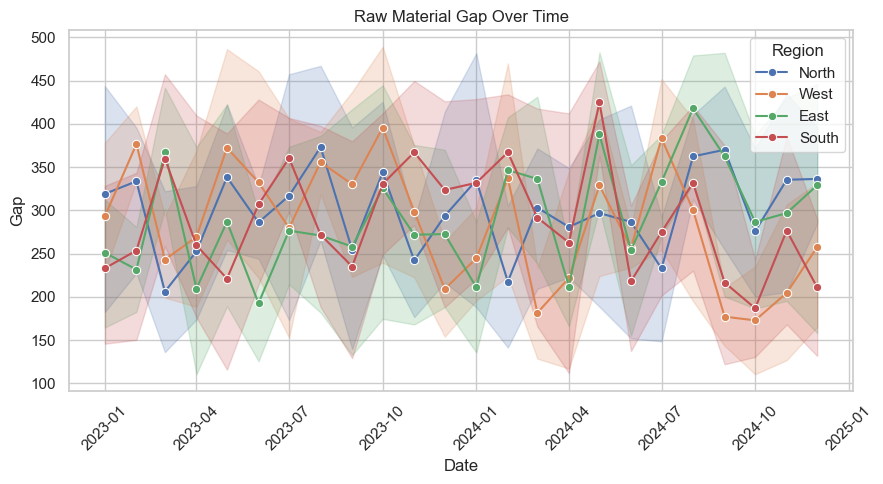 Raw Material Gap Over Time
Gap
500
450
400
350
300
250
200
150
100
Region
North
West
East
South
2023-01
2023-04
2023-07
2023-10
2024-01
2024-04
2024-07
2024-10
2025-01
Date